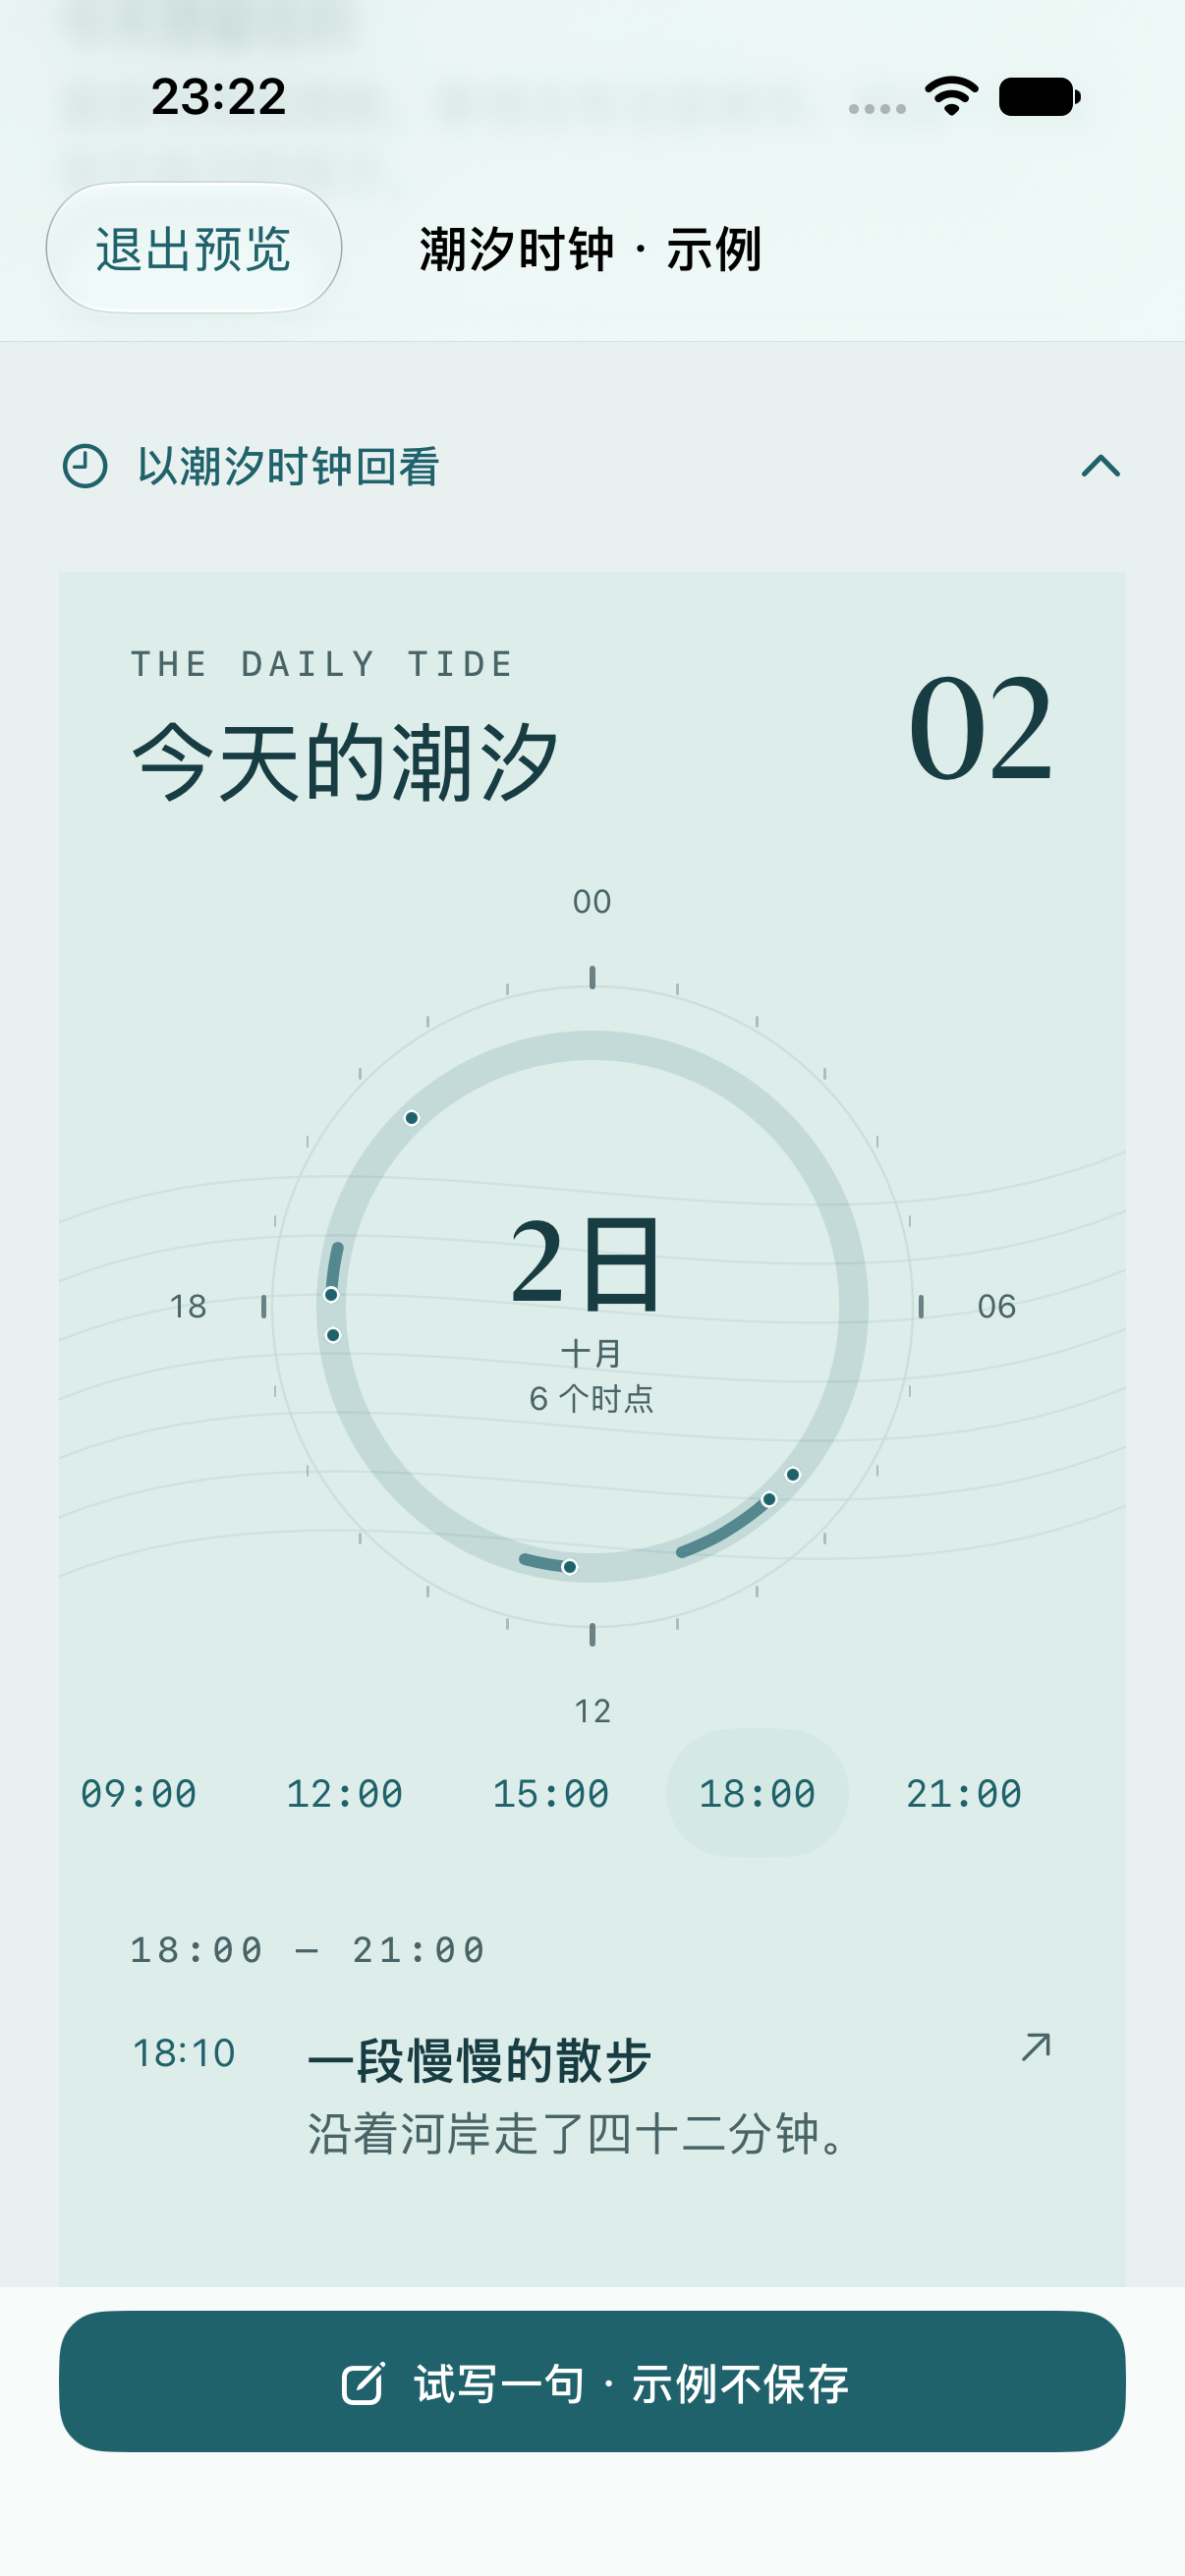 23:22
退出预览
潮汐时钟 · 示例
以潮汐时钟回看
THE DAILY TIDE
今天的潮汐
02
00
18
06
2日
十月
6 个时点
12
09:00 12:00 15:00 18:00 21:00
18:00 — 21:00
18:10 一段慢慢的散步
沿着河岸走了四十二分钟。
试写一句 · 示例不保存